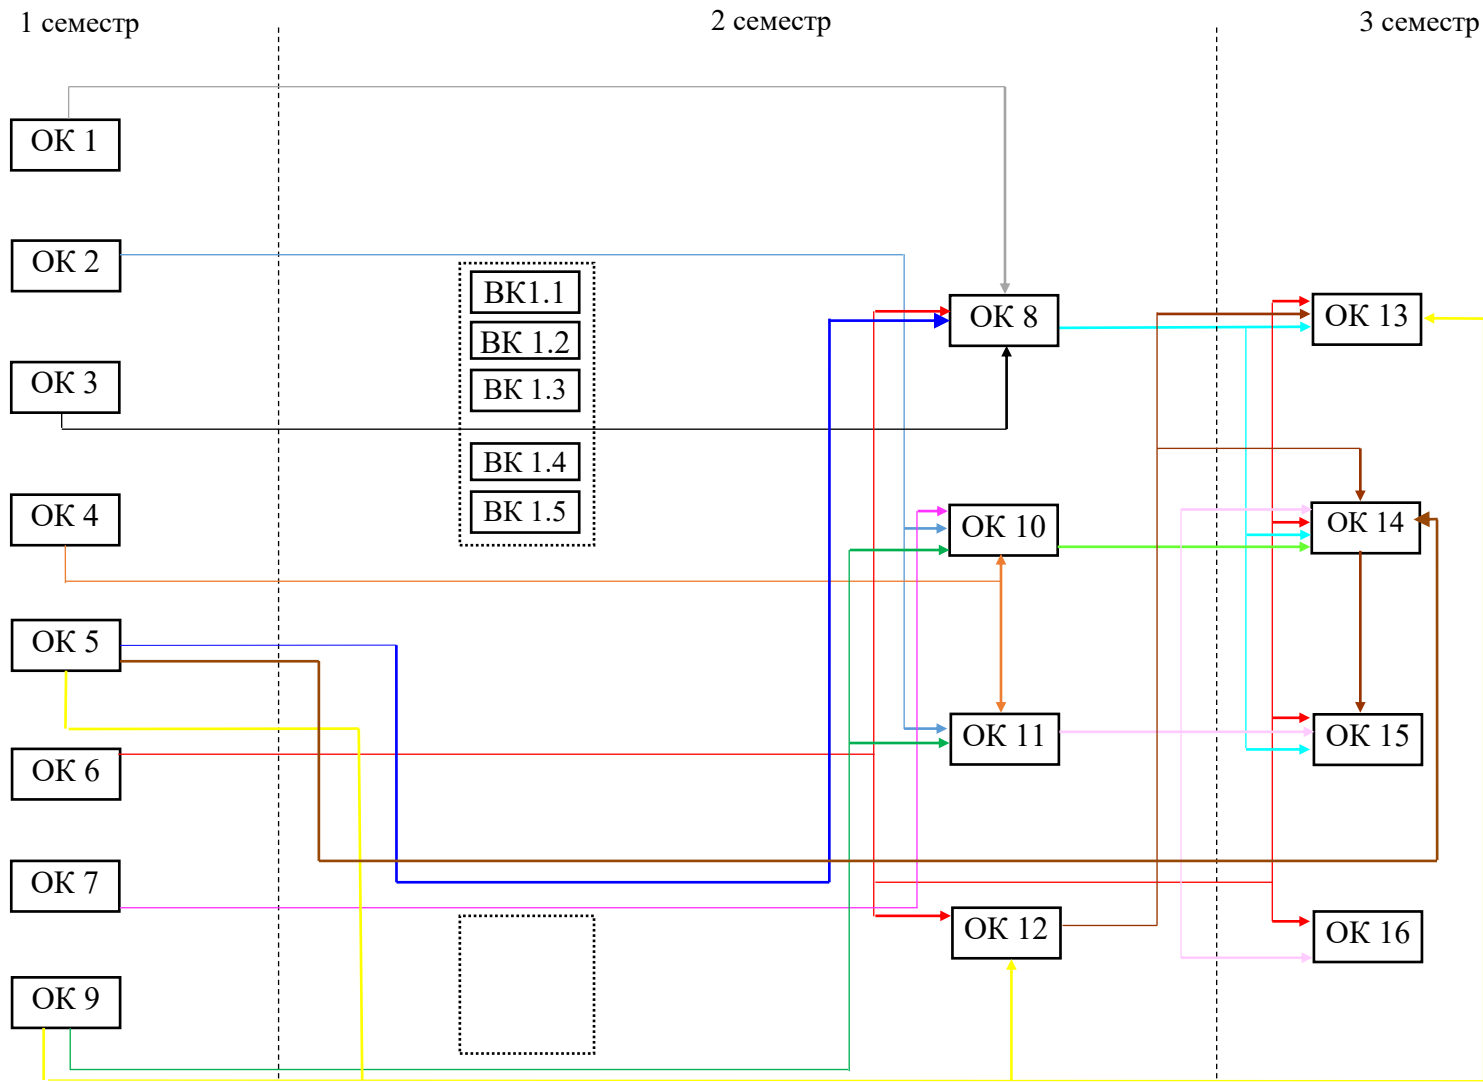 1 семестр
2 семестр
3 семестр
ОК 1
ОК 2
ОК 3
ОК 4
ОК 5
ОК 6
ОК 7
ОК 9
ВК1.1
ВК 1.2
ВК 1.3
ВК 1.4
ВК 1.5
ОК 8
ОК 10
ОК 11
ОК 12
ОК 13
ОК 14
ОК 15
ОК 16